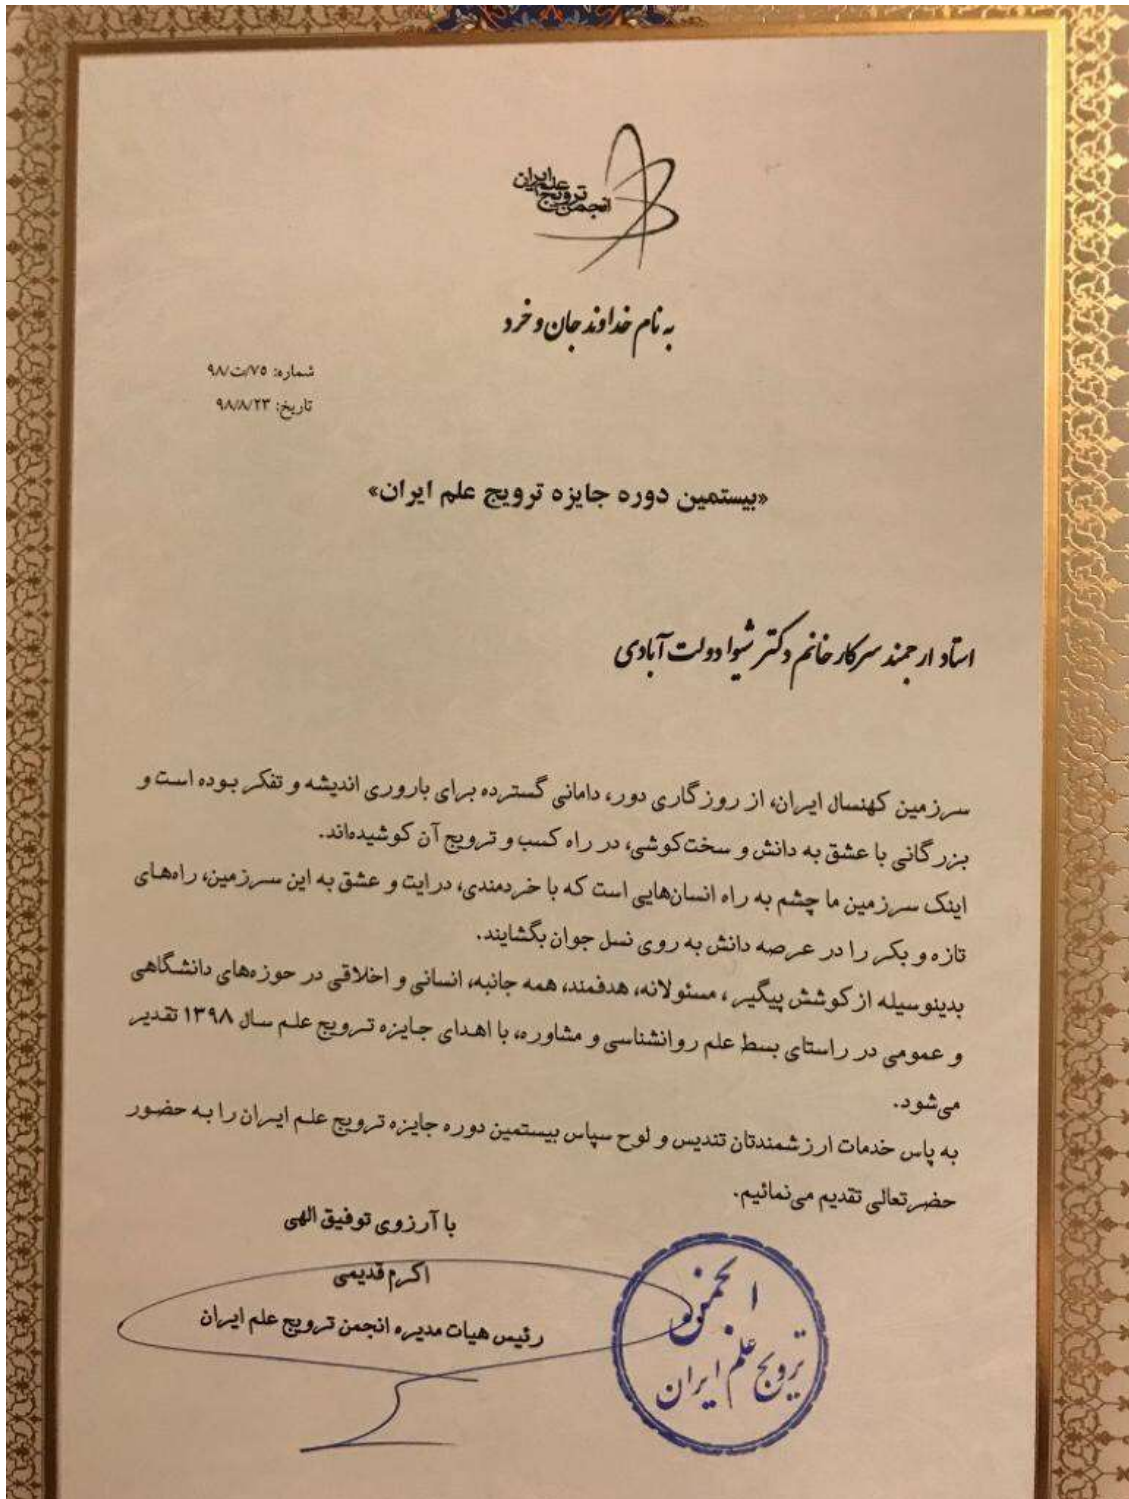 انجمن ترویج علم ایران
به نام خداوند جان و خرد
شماره: ۷۵/ت/۹۸
تاریخ: ۹۸/۸/۲۳
«بیستمین دوره جایزه ترویج علم ایران»
استاد ارجمند سرکار خانم دکتر شیوا دولت آبادی
سرزمین کهنسال ایران، از روزگاری دور، دامانی گسترده برای باروری اندیشه و تفکر بوده است و
بزرگانی با عشق به دانش و سخت‌کوشی، در راه کسب و ترویج آن کوشیده‌اند.
اینک سرزمین ما چشم به راه انسان‌هایی است که با خردمندی، درایت و عشق به این سرزمین، راه‌های
تازه و بکر را در عرصه دانش به روی نسل جوان بگشایند.
بدینوسیله از کوشش پیگیر، مسئولانه، هدفمند، همه جانبه، انسانی و اخلاقی در حوزه‌های دانشگاهی
و عمومی در راستای بسط علم روانشناسی و مشاوره، با اهدای جایزه ترویج علم سال ۱۳۹۸ تقدیر
می‌شود.
به پاس خدمات ارزشمندتان تندیس و لوح سپاس بیستمین دوره جایزه ترویج علم ایران را به حضور
حضرتعالی تقدیم می‌نمائیم.
با آرزوی توفیق الهی
اکرم قدیمی
رئیس هیات مدیره انجمن ترویج علم ایران
انجمن
ترویج علم ایران